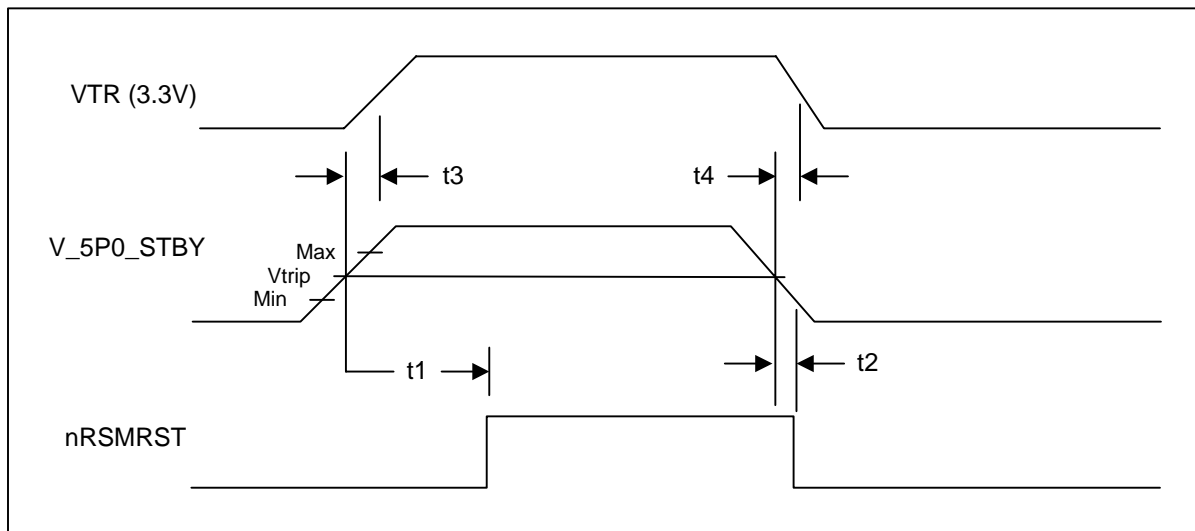 VTR (3.3V)
t3
t4
V_5P0_STBY
Max
Vtrip
Min
t1
t2
nRSMRST